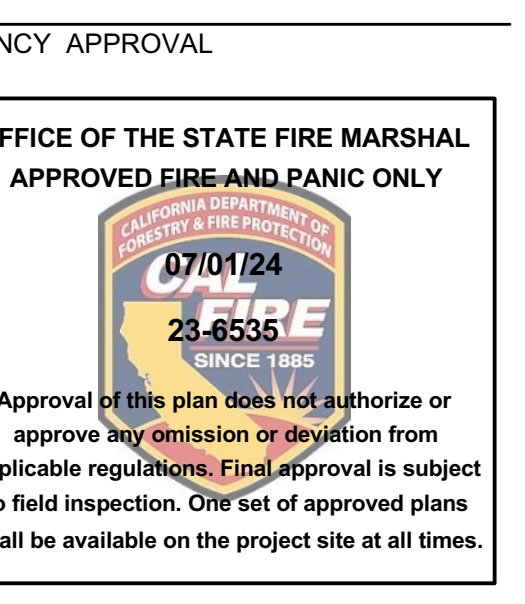 NCY APPROVAL
FFICE OF THE STATE FIRE MARSHAL
APPROVED FIRE AND PANIC ONLY
CALIFORNIA DEPARTMENT OF
FORESTRY & FIRE PROTECTION
07/01/24
CAL
FIRE
23-6535
SINCE 1885
Approval of this plan does not authorize or
approve any omission or deviation from
plicable regulations. Final approval is subject
o field inspection. One set of approved plans
all be available on the project site at all times.